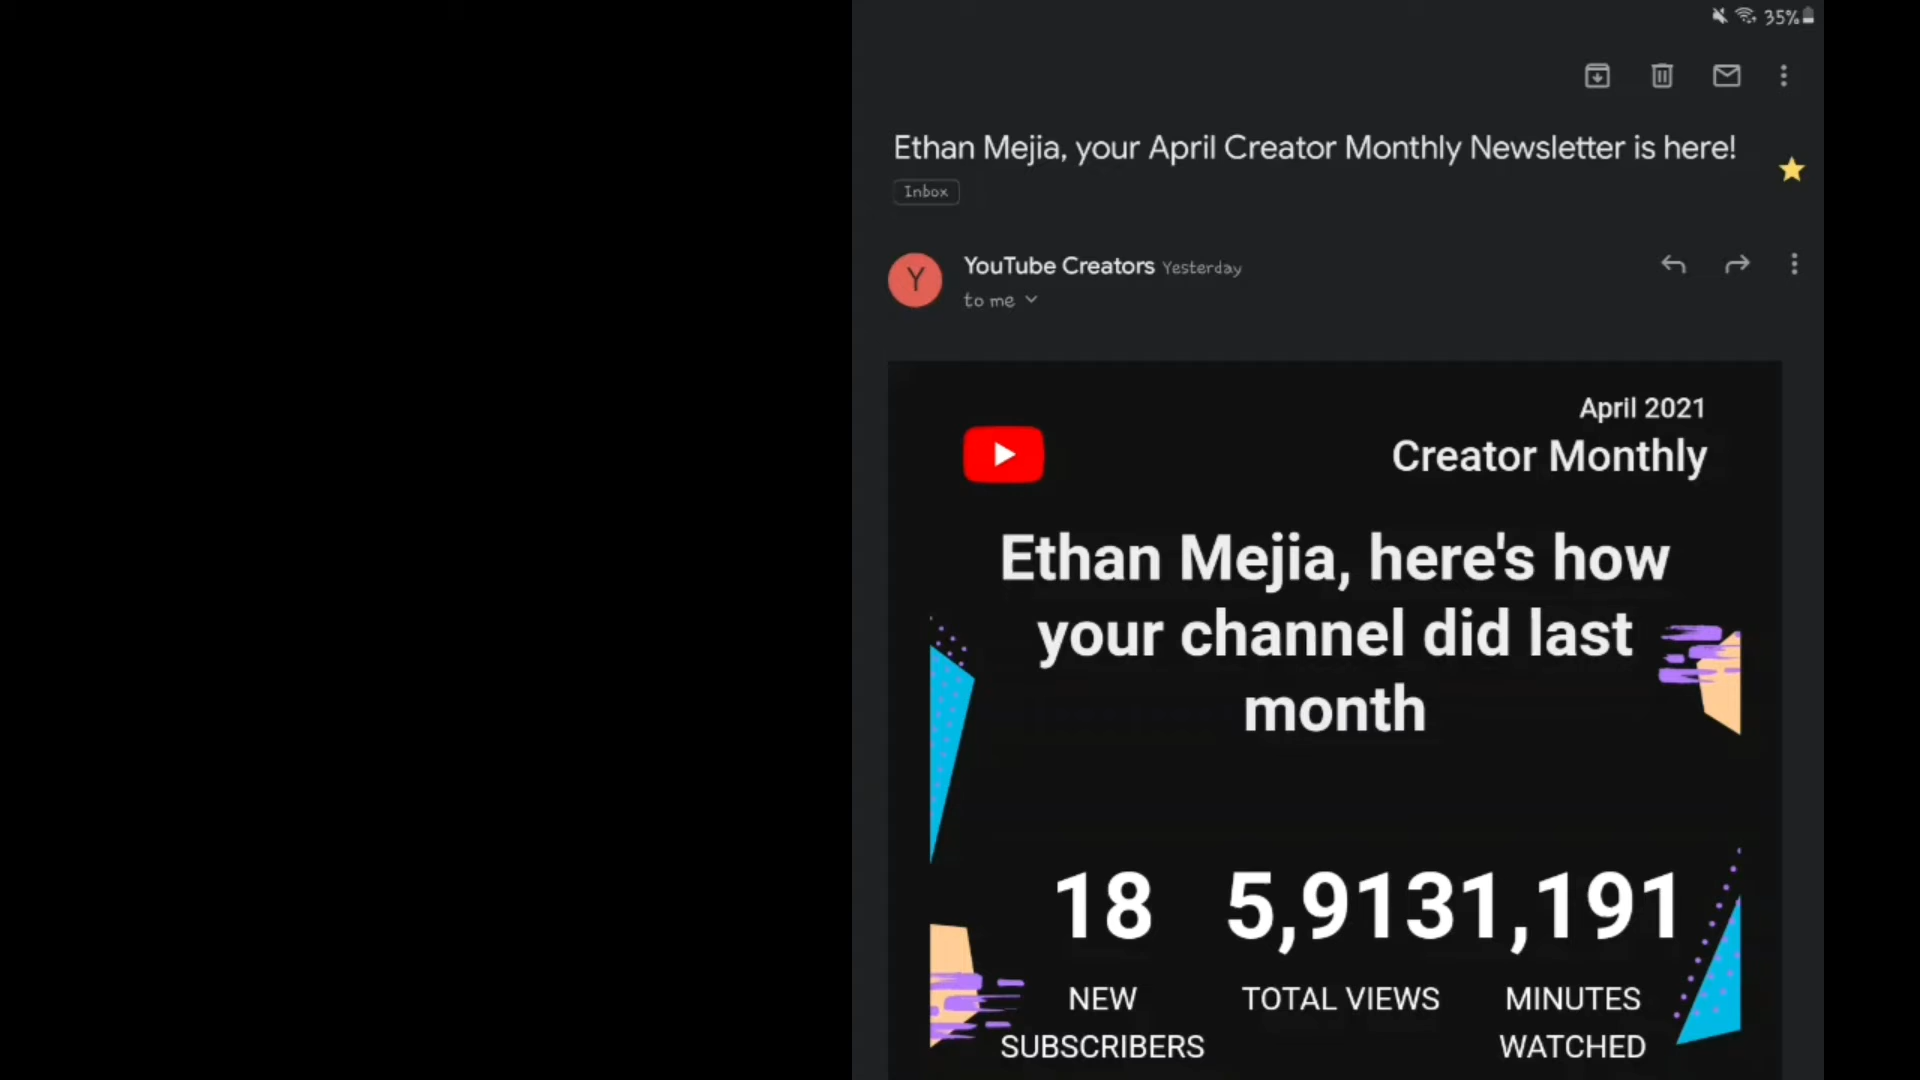 35%
Ethan Mejia, your April Creator Monthly Newsletter is here!
Inbox
Y
YouTube Creators Yesterday
to me
April 2021
Creator Monthly
Ethan Mejia, here's how
your channel did last
month
18 5,913 1,191
NEW TOTAL VIEWS MINUTES
SUBSCRIBERS WATCHED